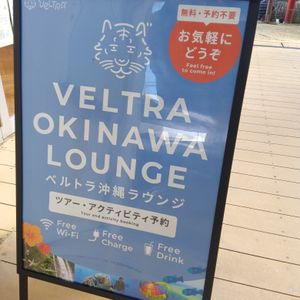 VeLTRA
無料・予約不要
お気軽に
どうぞ
Feel free
to come in!
VELTRA
OKINAWA
LOUNGE
ベルトラ沖縄ラウンジ
ツアー・アクティビティ予約
Tour and activity booking
Free
Wi-Fi
Free
Charge
Free
Drink